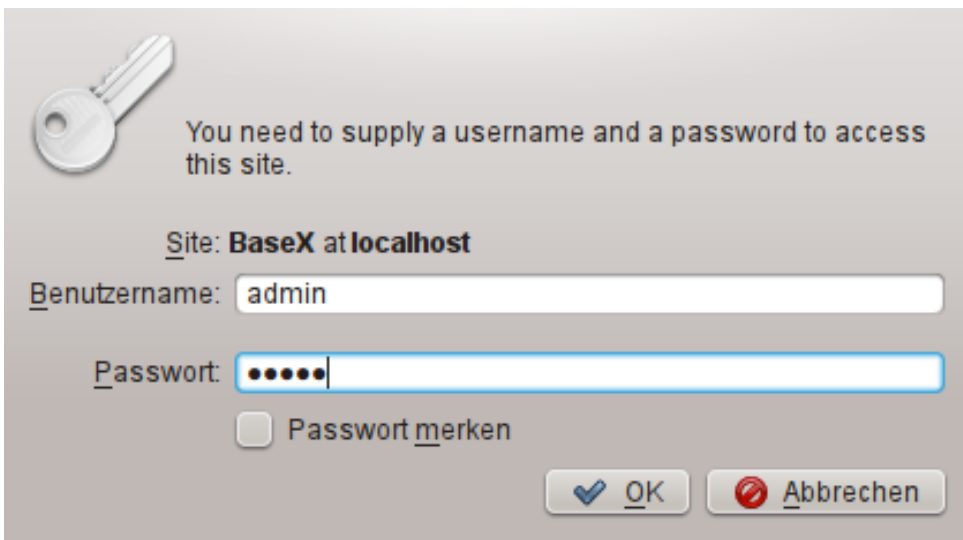 You need to supply a username and a password to access
this site.
Site: BaseX at localhost
Benutzername: admin
Passwort: •••••
Passwort merken
OK Abbrechen